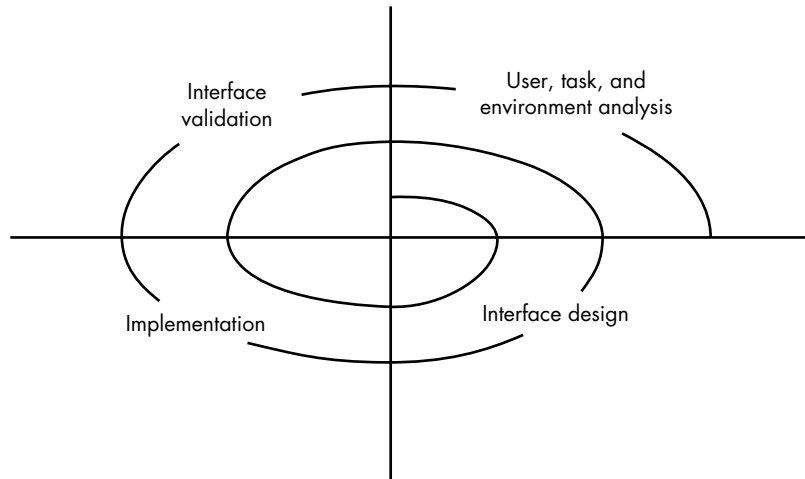 Interface
validation
User, task, and
environment analysis
Implementation
Interface design